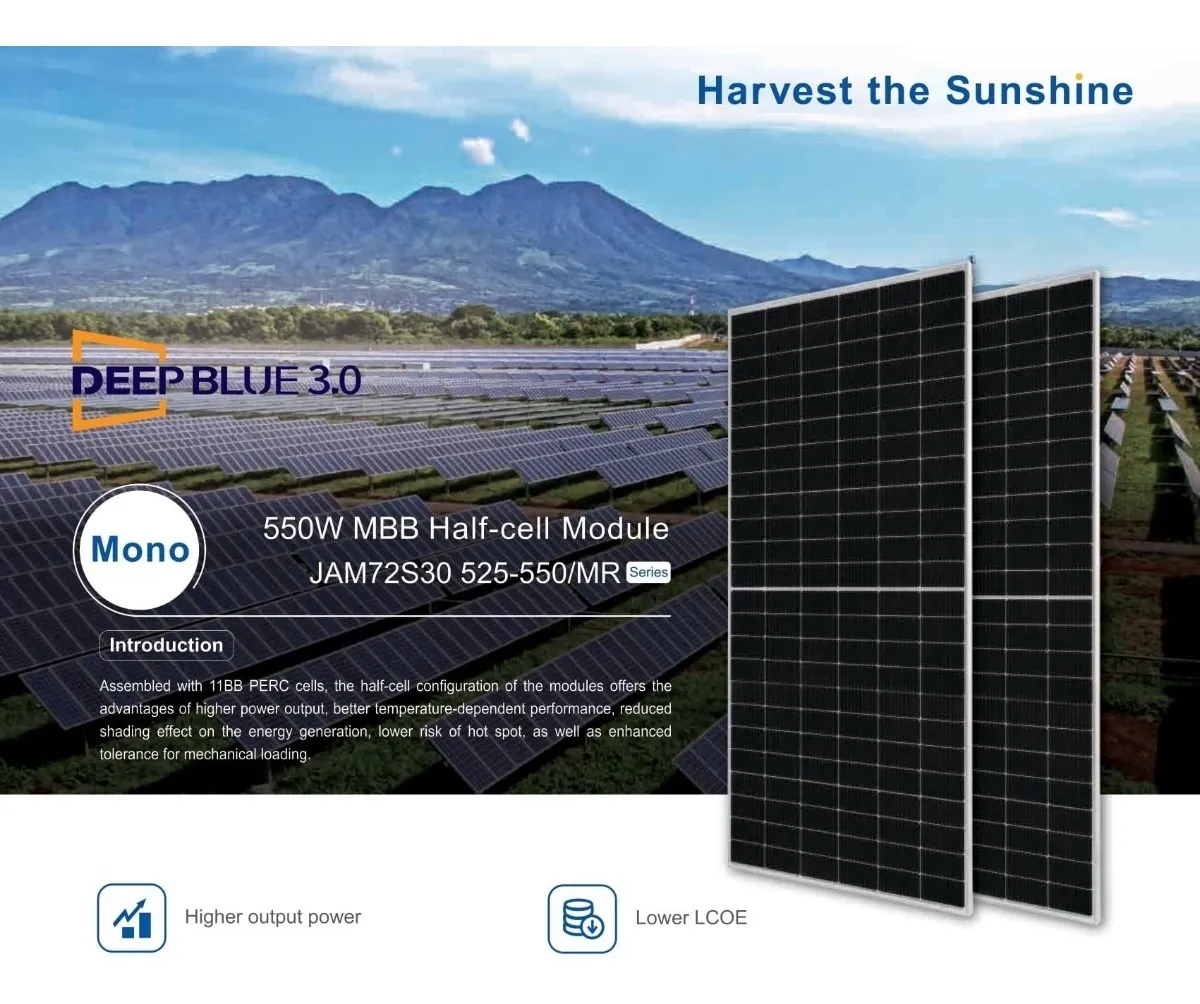 Harvest the Sunshine
DEEP BLUE 3.0
Mono
550W MBB Half-cell Module
JAM72S30 525-550/MR Series
Introduction
Assembled with 11BB PERC cells, the half-cell configuration of the modules offers the
advantages of higher power output, better temperature-dependent performance, reduced
shading effect on the energy generation, lower risk of hot spot, as well as enhanced
tolerance for mechanical loading.
Higher output power
Lower LCOE